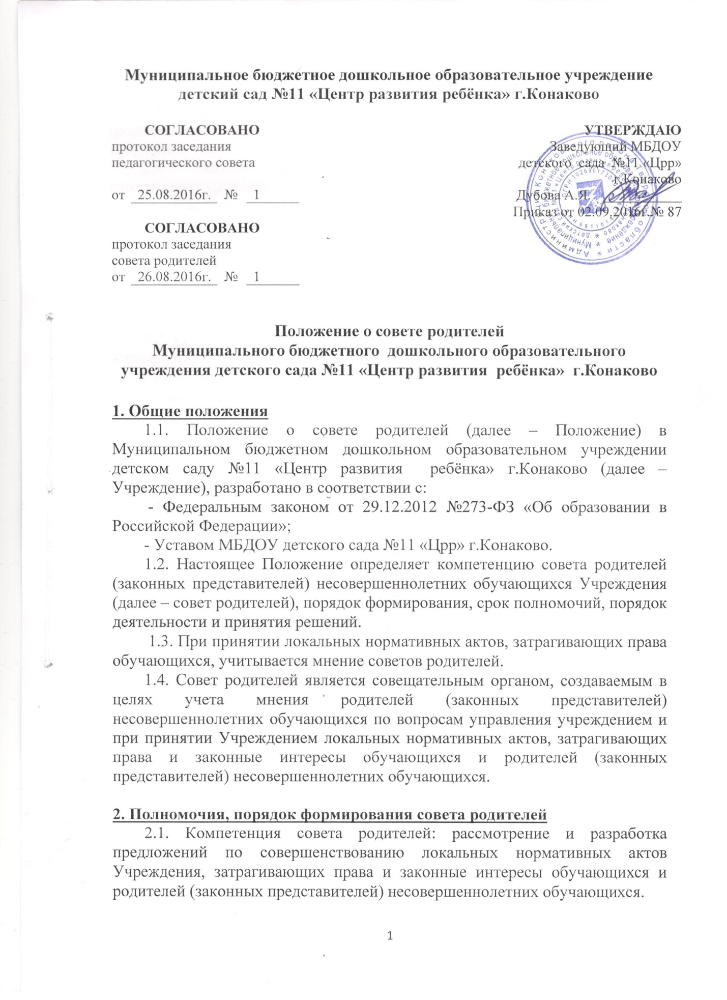 Муниципальное бюджетное дошкольное образовательное учреждение
детский сад №11 «Центр развития ребёнка» г.Конаково
СОГЛАСОВАНО
протокол заседания
педагогического совета
от 25.08.2016г. № 1
СОГЛАСОВАНО
протокол заседания
совета родителей
от 26.08.2016г. № 1
УТВЕРЖДАЮ
Заведующий МБДОУ
детского сада №11 «Црр»
г.Конаково
Дубова А.Я.
Приказ от 02.09.2016г.№ 87
Положение о совете родителей
Муниципального бюджетного дошкольного образовательного
учреждения детского сада №11 «Центр развития ребёнка» г.Конаково
1. Общие положения
1.1. Положение о совете родителей (далее – Положение) в
Муниципальном бюджетном дошкольном образовательном учреждении
детском саду №11 «Центр развития ребёнка» г.Конаково (далее –
Учреждение), разработано в соответствии с:
- Федеральным законом от 29.12.2012 №273-ФЗ «Об образовании в
Российской Федерации»;
- Уставом МБДОУ детского сада №11 «Црр» г.Конаково.
1.2. Настоящее Положение определяет компетенцию совета родителей
(законных представителей) несовершеннолетних обучающихся Учреждения
(далее – совет родителей), порядок формирования, срок полномочий, порядок
деятельности и принятия решений.
1.3. При принятии локальных нормативных актов, затрагивающих права
обучающихся, учитывается мнение советов родителей.
1.4. Совет родителей является совещательным органом, создаваемым в
целях учета мнения родителей (законных представителей)
несовершеннолетних обучающихся по вопросам управления учреждением и
при принятии Учреждением локальных нормативных актов, затрагивающих
права и законные интересы обучающихся и родителей (законных
представителей) несовершеннолетних обучающихся.
2. Полномочия, порядок формирования совета родителей
2.1. Компетенция совета родителей: рассмотрение и разработка
предложений по совершенствованию локальных нормативных актов
Учреждения, затрагивающих права и законные интересы обучающихся и
родителей (законных представителей) несовершеннолетних обучающихся.
1